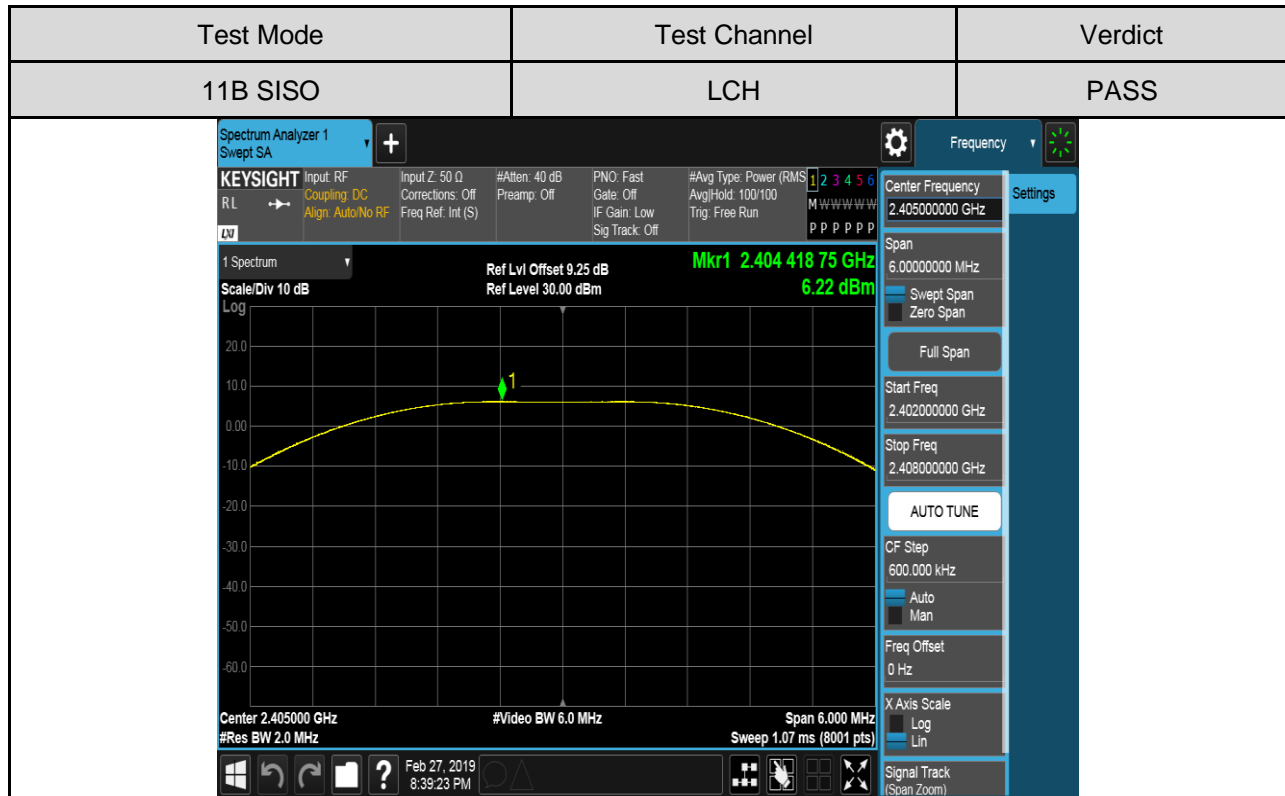 Test Mode Test Channel Verdict
11B SISO LCH PASS
Spectrum Analyzer 1
Swept SA
+
Frequency
KEYSIGHT Input: RF Input Z: 50 Ω #Atten: 40 dB PNO: Fast #Avg Type: Power (RMS 1 2 3 4 5 6
RL Coupling: DC Corrections: Off Preamp: Off Gate: Off Avg|Hold: 100/100 M W W W W W
Align: Auto/No RF Freq Ref: Int (S) IF Gain: Low Trig: Free Run
LXI Sig Track: Off P P P P P P
1 Spectrum Ref Lvl Offset 9.25 dB Mkr1 2.404 418 75 GHz
Scale/Div 10 dB Ref Level 30.00 dBm 6.22 dBm
Log
20.0
10.0
1
0.00
-10.0
-20.0
-30.0
-40.0
-50.0
-60.0
Center 2.405000 GHz #Video BW 6.0 MHz Span 6.000 MHz
#Res BW 2.0 MHz Sweep 1.07 ms (8001 pts)
Center Frequency Settings
2.405000000 GHz
Span
6.00000000 MHz
Swept Span
Zero Span
Full Span
Start Freq
2.402000000 GHz
Stop Freq
2.408000000 GHz
AUTO TUNE
CF Step
600.000 kHz
Auto
Man
Freq Offset
0 Hz
X Axis Scale
Log
Lin
Signal Track
(Span Zoom)
? Feb 27, 2019
8:39:23 PM